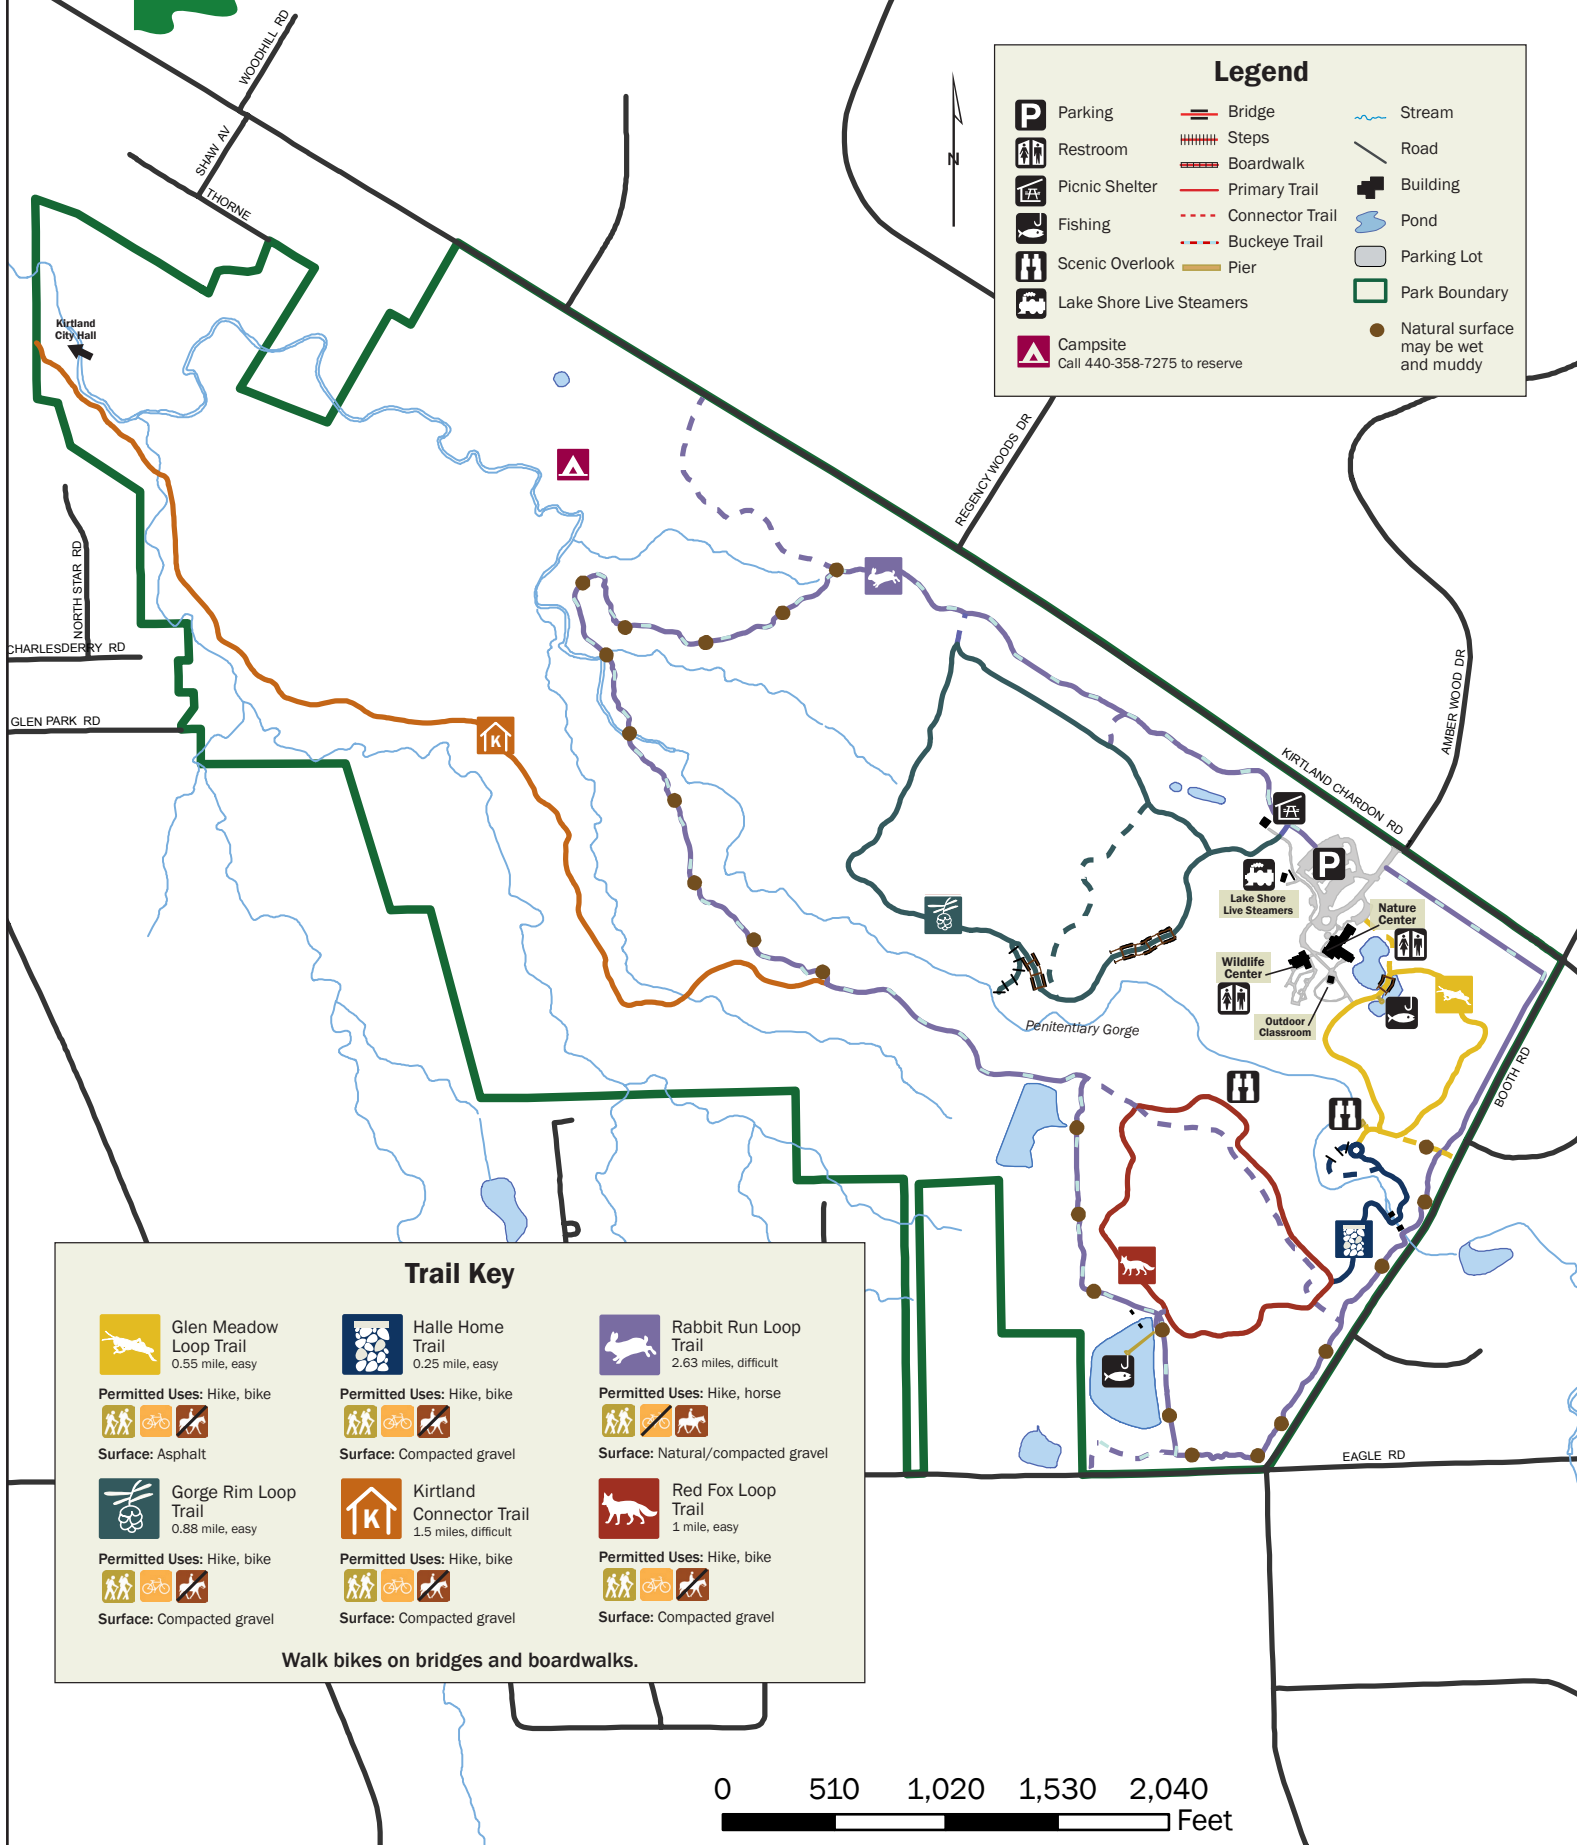 WOODHILL RD
SHAW AV
THORNE
Kirtland
City Hall
NORTH STAR RD
CHARLESDERRY RD
GLEN PARK RD
N
Legend
P
Parking
Restroom
Picnic Shelter
Fishing
Scenic Overlook
Lake Shore Live Steamers
Campsite
Call 440-358-7275 to reserve
Bridge
Steps
Boardwalk
Primary Trail
Connector Trail
Buckeye Trail
Pier
Stream
Road
Building
Pond
Parking Lot
Park Boundary
Natural surface
may be wet
and muddy
REGENCY WOODS DR
AMBER WOOD DR
KIRTLAND CHARDON RD
K
P
Lake Shore
Live Steamers
Nature
Center
Wildlife
Center
Outdoor
Classroom
Penitentiary Gorge
BOOTH RD
EAGLE RD
Trail Key
Glen Meadow
Loop Trail
0.55 mile, easy
Permitted Uses: Hike, bike
Surface: Asphalt
Halle Home
Trail
0.25 mile, easy
Permitted Uses: Hike, bike
Surface: Compacted gravel
Rabbit Run Loop
Trail
2.63 miles, difficult
Permitted Uses: Hike, horse
Surface: Natural/compacted gravel
Gorge Rim Loop
Trail
0.88 mile, easy
Permitted Uses: Hike, bike
Surface: Compacted gravel
K
Kirtland
Connector Trail
1.5 miles, difficult
Permitted Uses: Hike, bike
Surface: Compacted gravel
Red Fox Loop
Trail
1 mile, easy
Permitted Uses: Hike, bike
Surface: Compacted gravel
Walk bikes on bridges and boardwalks.
0 510 1,020 1,530 2,040
Feet